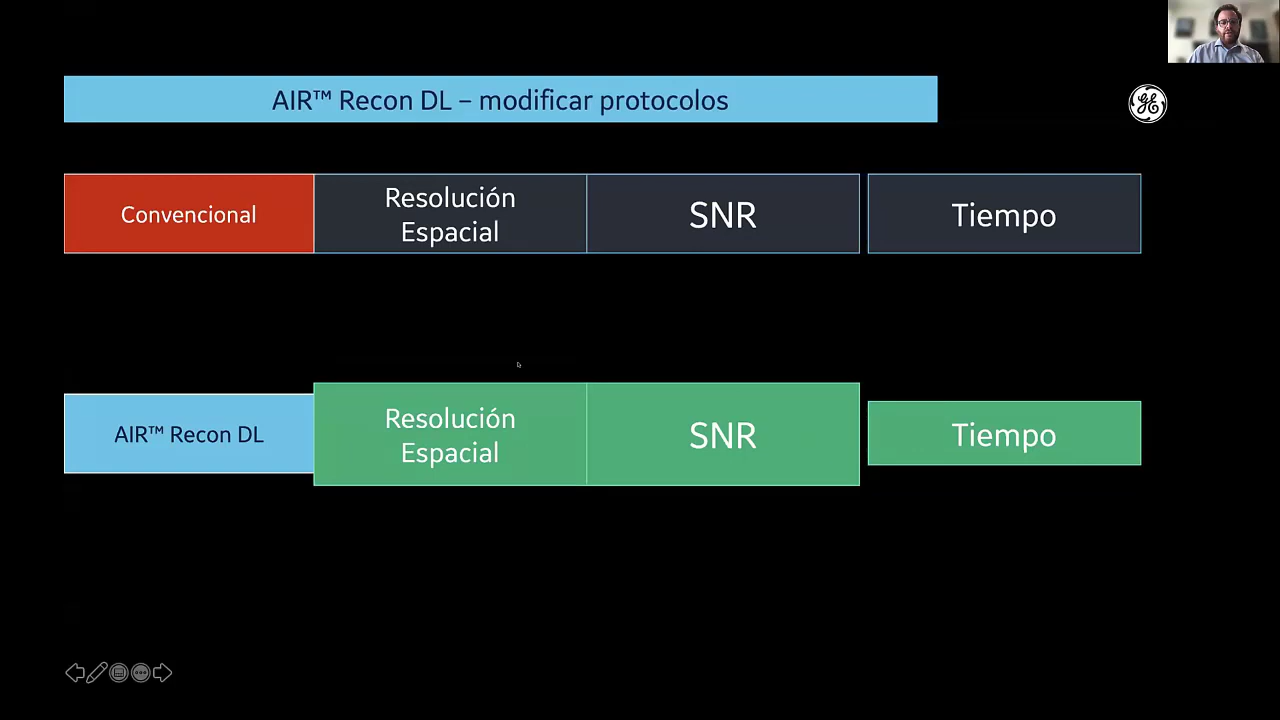 AIR™ Recon DL – modificar protocolos
Convencional
Resolución
Espacial
SNR
Tiempo
AIR™ Recon DL
Resolución
Espacial
SNR
Tiempo